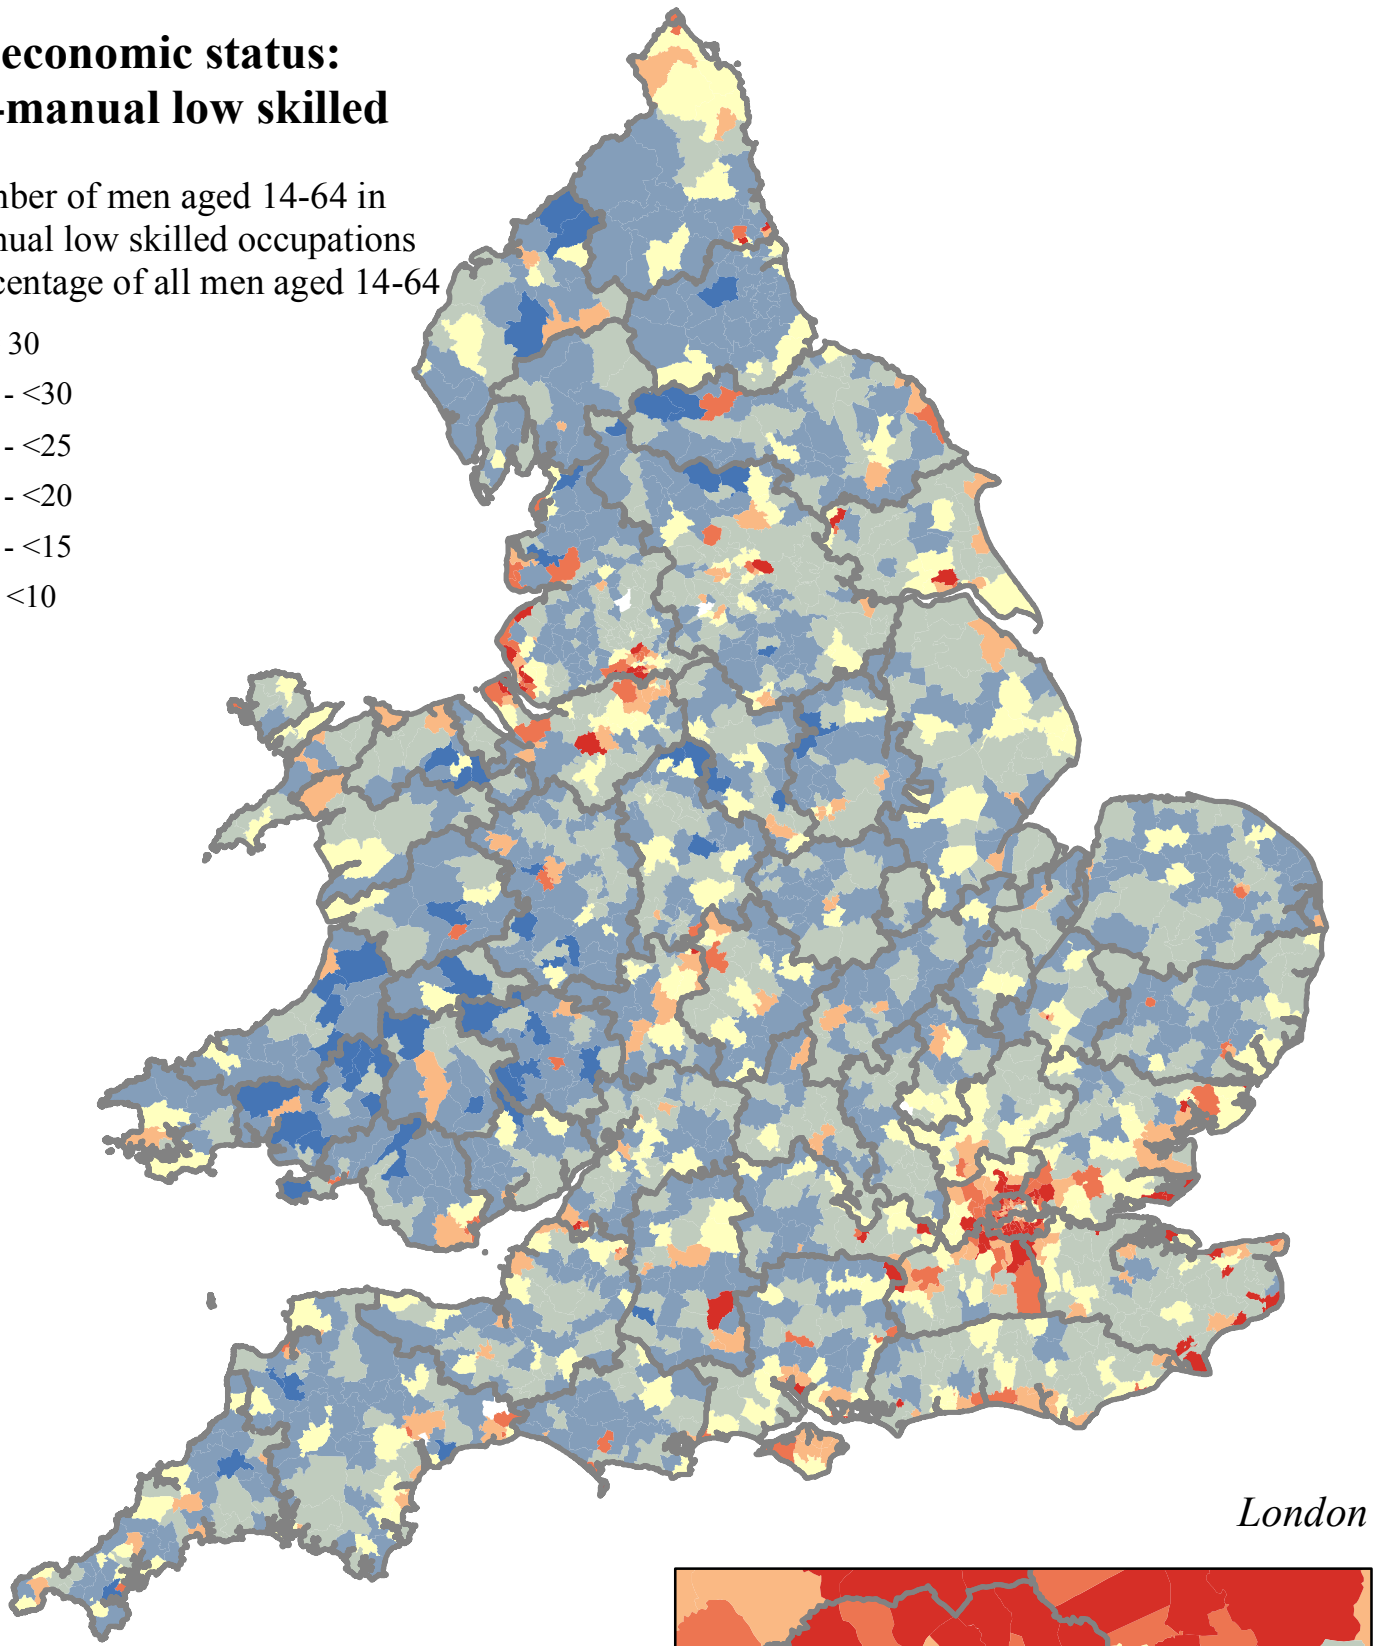 economic status:
-manual low skilled
nber of men aged 14-64 in
nual low skilled occupations
centage of all men aged 14-64
30
- <30
- <25
- <20
- <15
<10
London